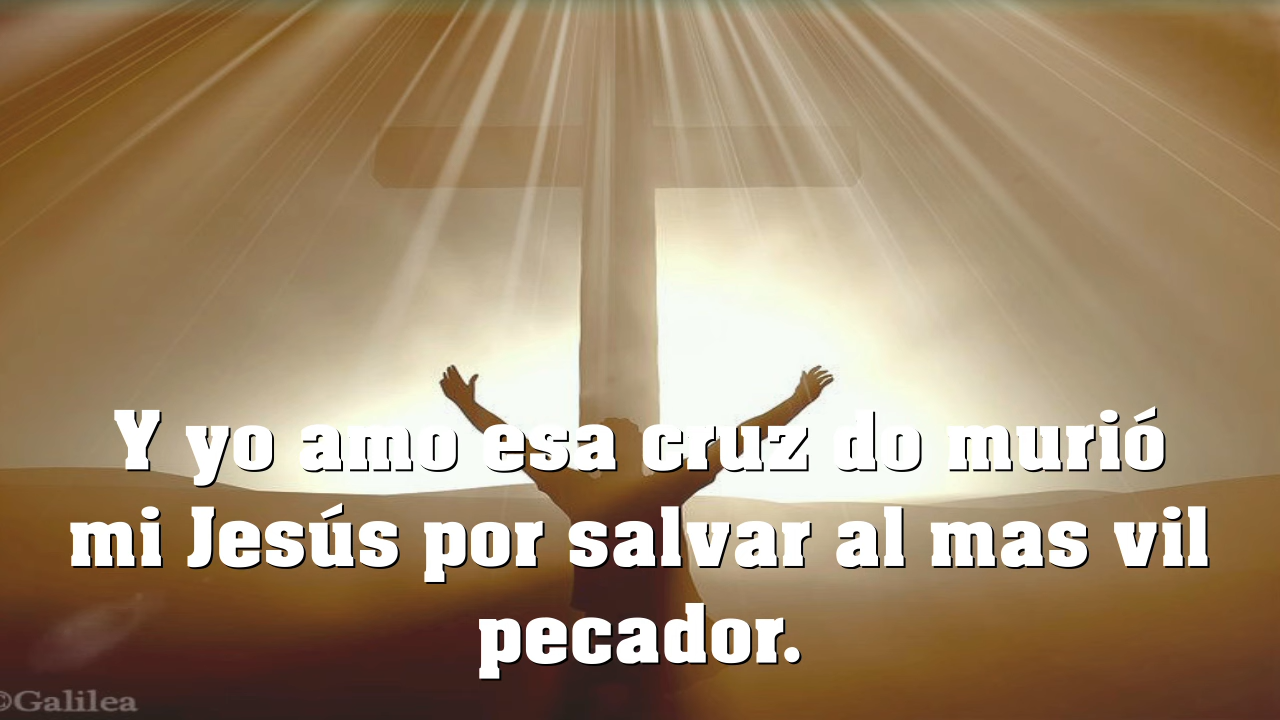 Y yo amo esa cruz do murió
mi Jesús por salvar al mas vil
pecador.
©Galilea